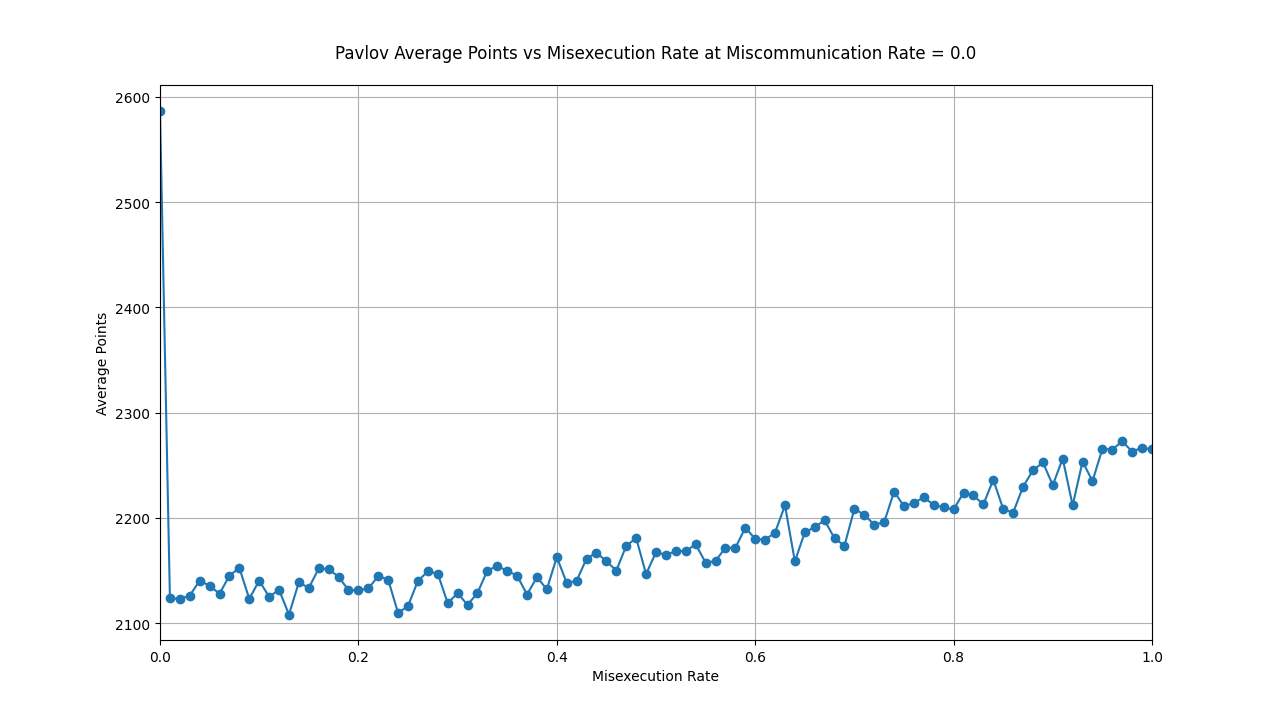 Pavlov Average Points vs Misexecution Rate at Miscommunication Rate = 0.0
2600
2500
2400
2300
2200
2100
Average Points
0.0 0.2 0.4 0.6 0.8 1.0
Misexecution Rate